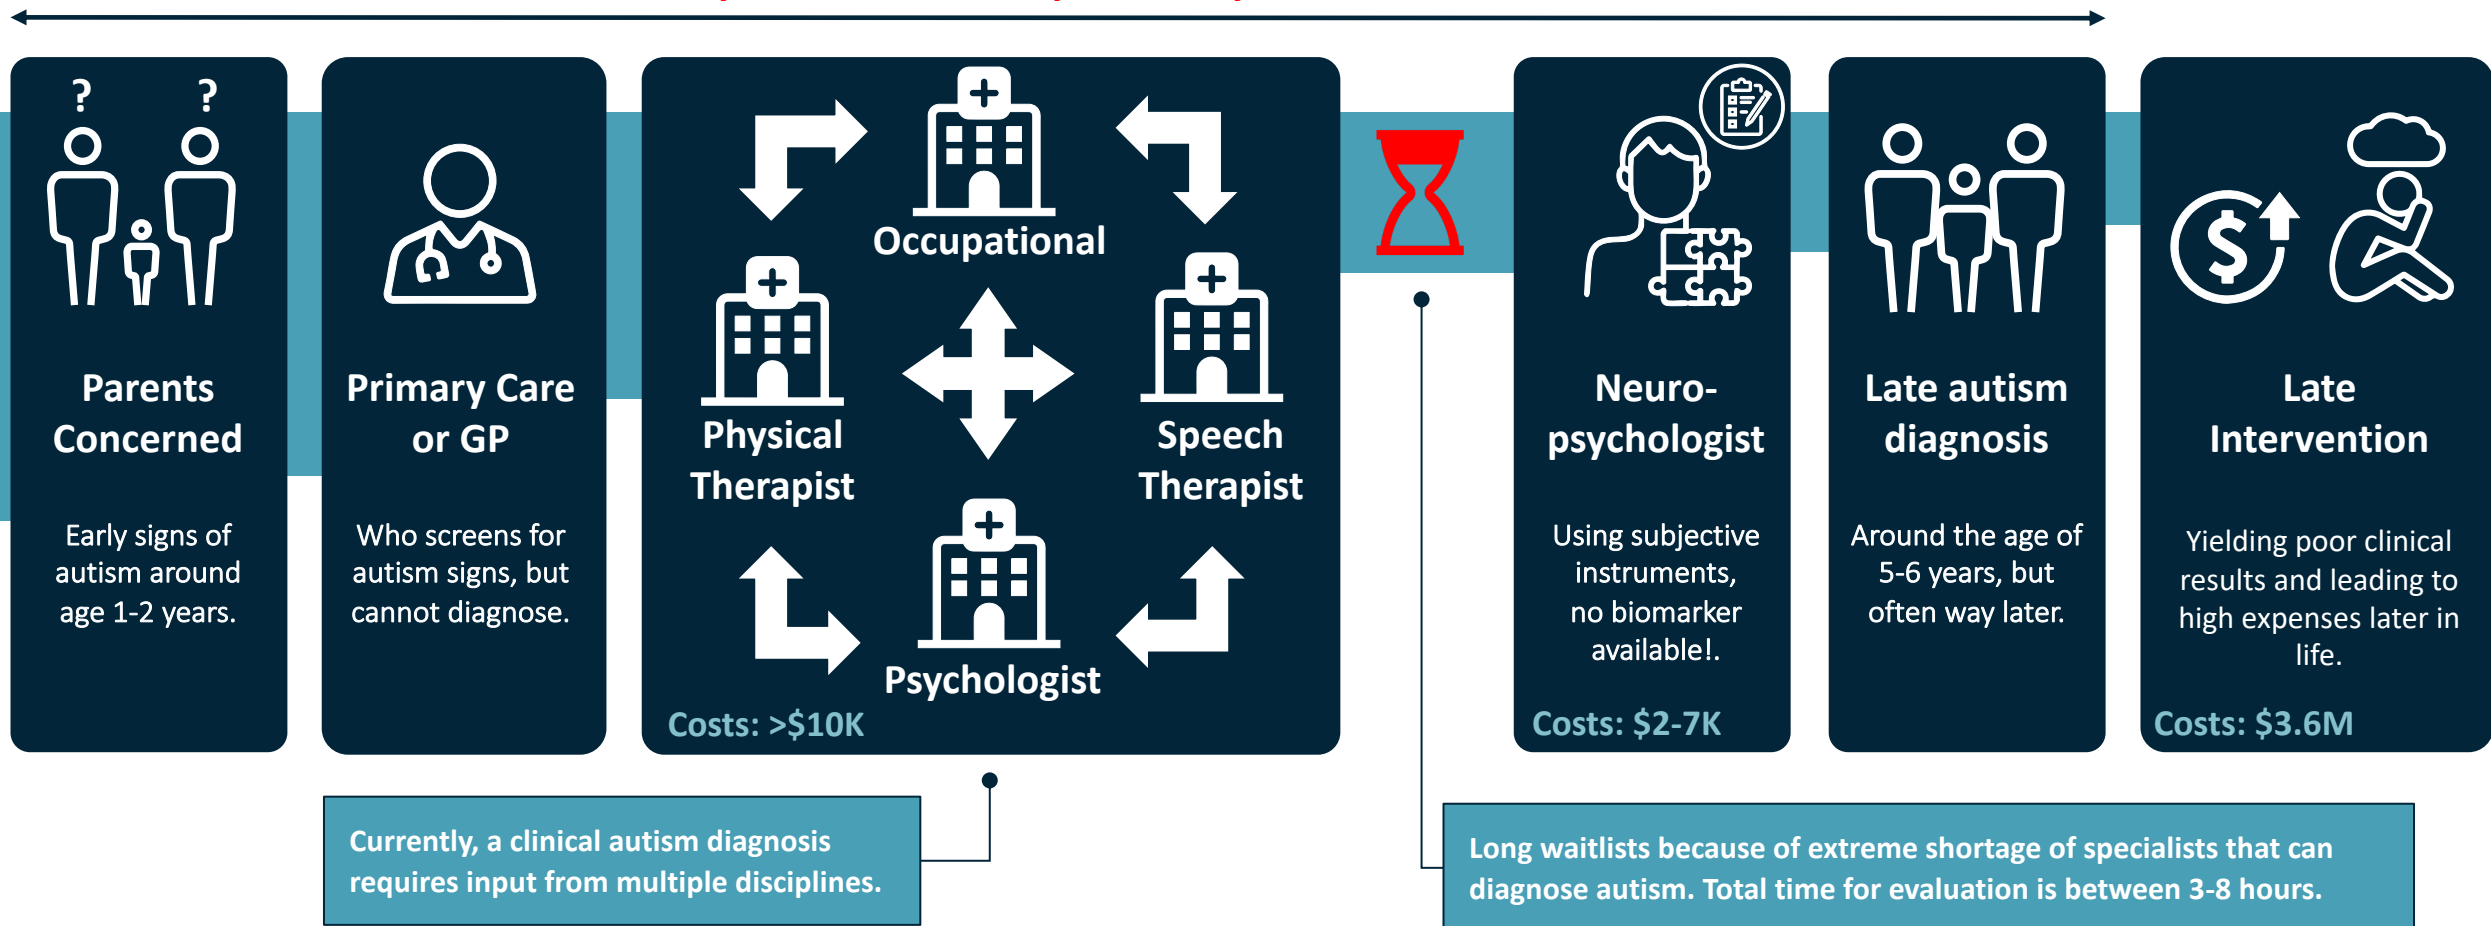 ? ?
Parents
Concerned
Early signs of
autism around
age 1-2 years.
Primary Care
or GP
Who screens for
autism signs, but
cannot diagnose.
Occupational
Physical
Therapist
Speech
Therapist
Psychologist
Costs: >$10K
Neuro-
psychologist
Using subjective
instruments,
no biomarker
available!.
Costs: $2-7K
Late autism
diagnosis
Around the age of
5-6 years, but
often way later.
$
Late
Intervention
Yielding poor clinical
results and leading to
high expenses later in
life.
Costs: $3.6M
Currently, a clinical autism diagnosis
requires input from multiple disciplines.
Long waitlists because of extreme shortage of specialists that can
diagnose autism. Total time for evaluation is between 3-8 hours.